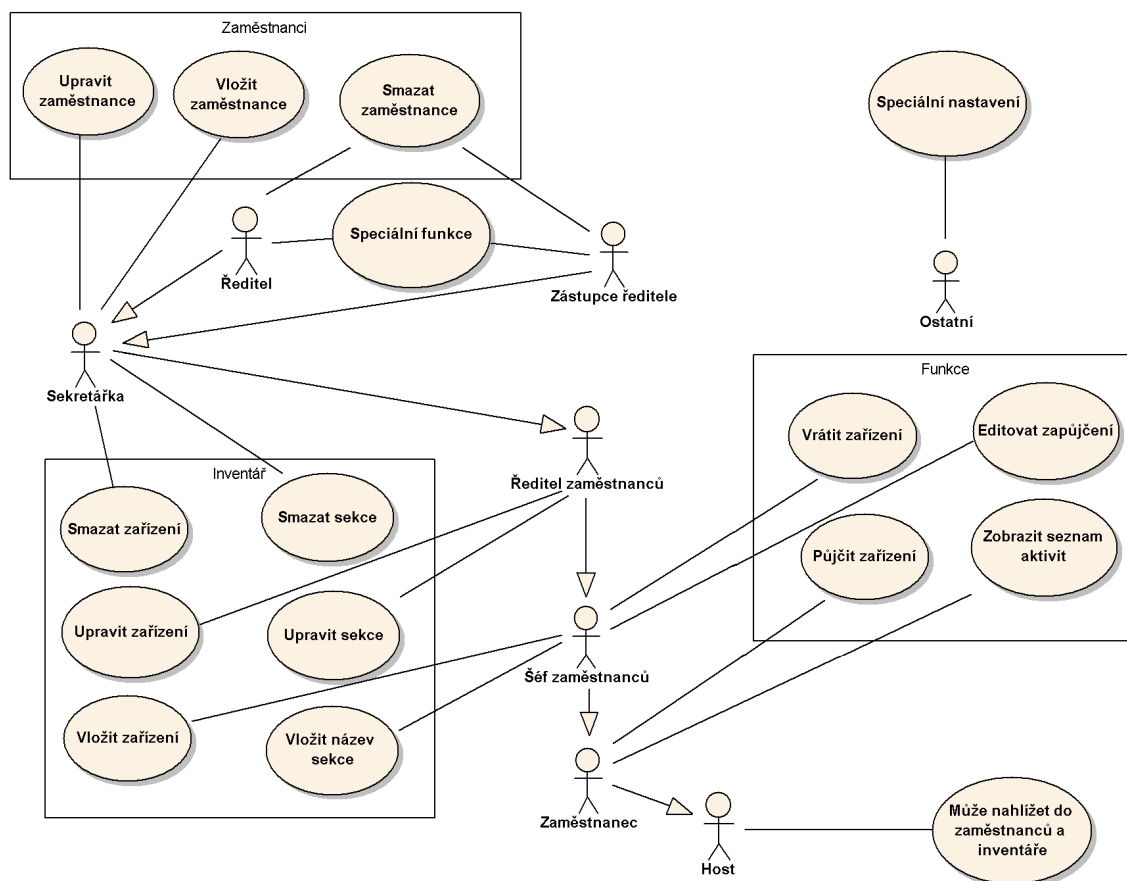 Zaměstnanci
Upravit
zaměstnance
Vložit
zaměstnance
Smazat
zaměstnance
Speciální nastavení
Ředitel
Speciální funkce
Zástupce ředitele
Ostatní
Sekretářka
Funkce
Vrátit zařízení
Editovat zapůjčení
Půjčit zařízení
Zobrazit seznam
aktivit
Ředitel zaměstnanců
Inventář
Smazat zařízení
Smazat sekce
Upravit zařízení
Upravit sekce
Vložit zařízení
Vložit název
sekce
Šéf zaměstnanců
Zaměstnanec
Host
Může nahlížet do
zaměstnanců a
inventáře